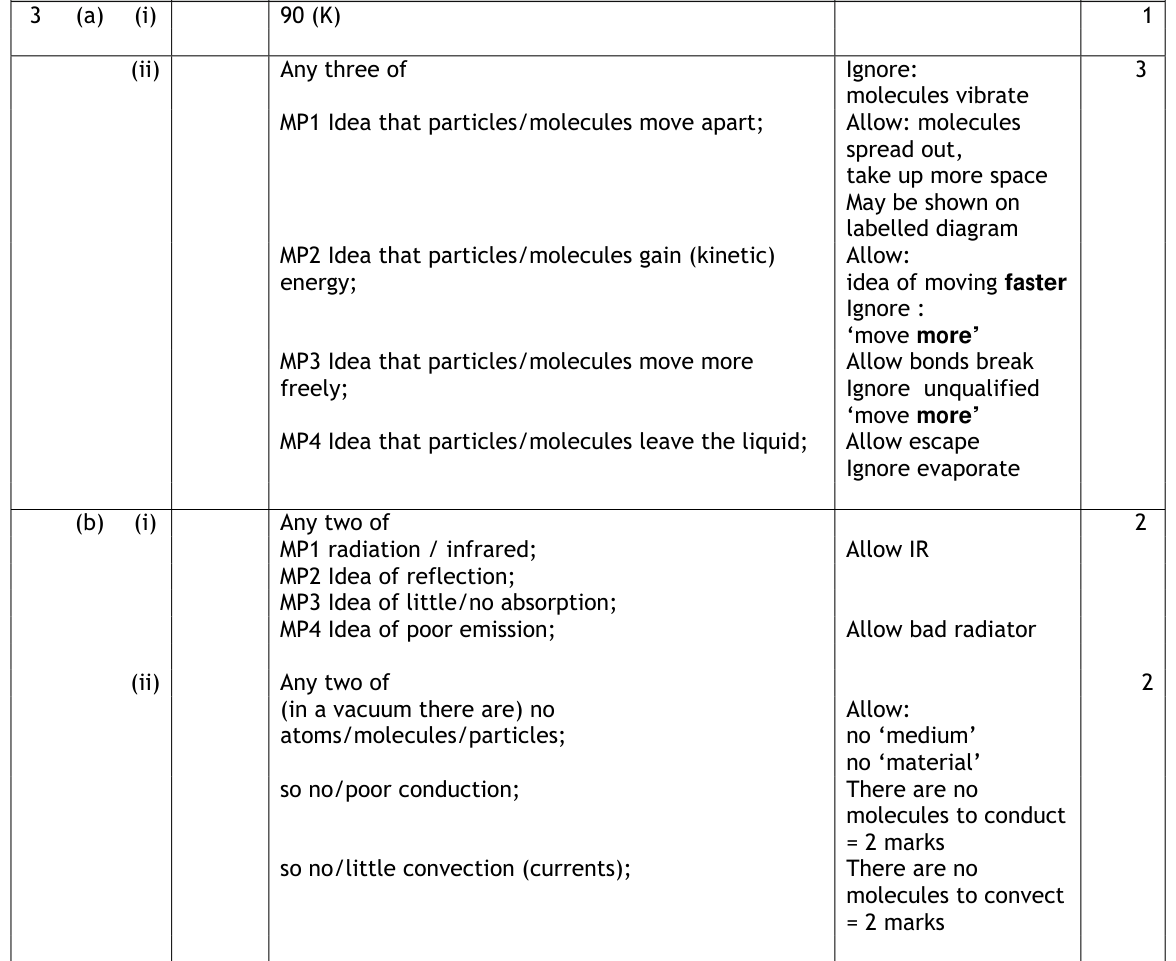 3 (a) (i) 90 (K) 1
(ii) Any three of Ignore: 3
molecules vibrate
MP1 Idea that particles/molecules move apart; Allow: molecules
spread out,
take up more space
May be shown on
labelled diagram
MP2 Idea that particles/molecules gain (kinetic) Allow:
energy; idea of moving faster
Ignore :
‘move more’
MP3 Idea that particles/molecules move more Allow bonds break
freely; Ignore unqualified
‘move more’
MP4 Idea that particles/molecules leave the liquid; Allow escape
Ignore evaporate
(b) (i) Any two of 2
MP1 radiation / infrared; Allow IR
MP2 Idea of reflection;
MP3 Idea of little/no absorption;
MP4 Idea of poor emission; Allow bad radiator
(ii) Any two of 2
(in a vacuum there are) no Allow:
atoms/molecules/particles; no ‘medium’
no ‘material’
so no/poor conduction; There are no
molecules to conduct
= 2 marks
so no/little convection (currents); There are no
molecules to convect
= 2 marks